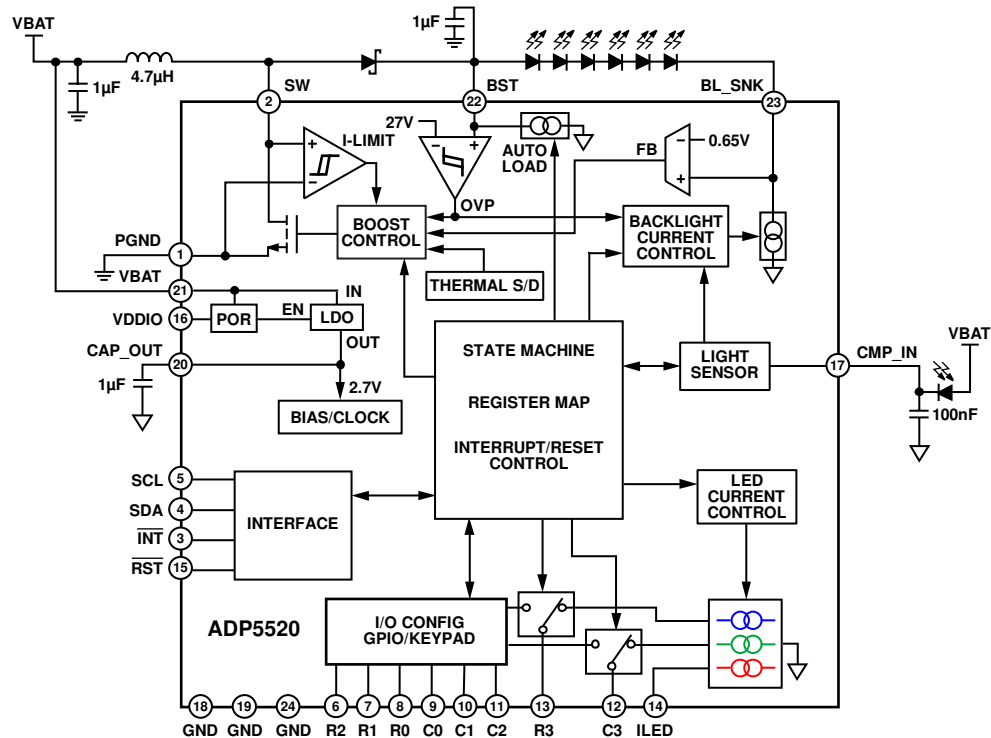 VBAT
1µF
4.7µH
1µF
SW
2
BST
22
BL_SNK
23
27V
–
+
AUTO
LOAD
I-LIMIT
+
–
FB
–
0.65V
+
OVP
BOOST
CONTROL
BACKLIGHT
CURRENT
CONTROL
PGND
1
THERMAL S/D
VBAT
21
IN
VDDIO
16
POR
EN
LDO
OUT
CAP_OUT
20
1µF
2.7V
BIAS/CLOCK
STATE MACHINE
REGISTER MAP
INTERRUPT/RESET
CONTROL
LIGHT
SENSOR
17
CMP_IN
VBAT
100nF
SCL
5
SDA
4
INT
3
RST
15
INTERFACE
LED
CURRENT
CONTROL
ADP5520
I/O CONFIG
GPIO/KEYPAD
18
19
24
6
7
8
9
10
11
13
12
14
GND
GND
GND
R2
R1
R0
C0
C1
C2
R3
C3
ILED